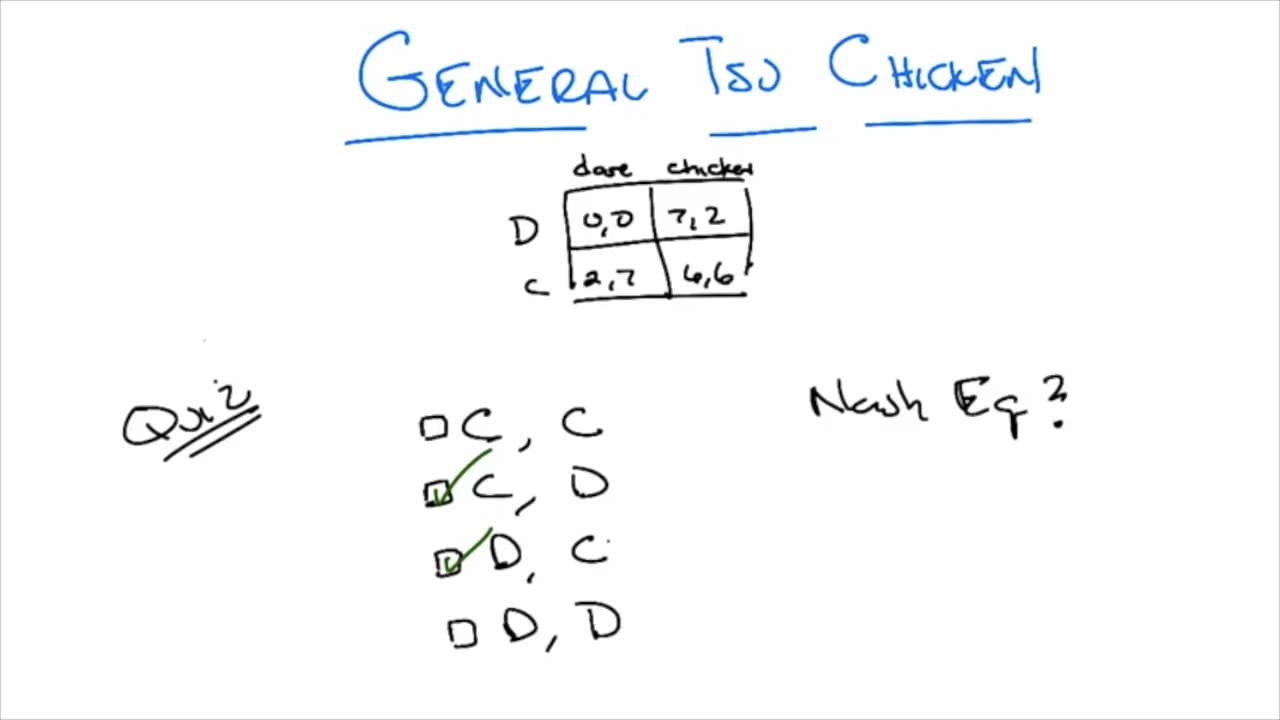 GENERAL TSO CHICKEN
dare chicken
D 0,0 7,2
C 2,7 6,6
Quiz
Nash Eq?
C, C
C, D
D, C
D, D